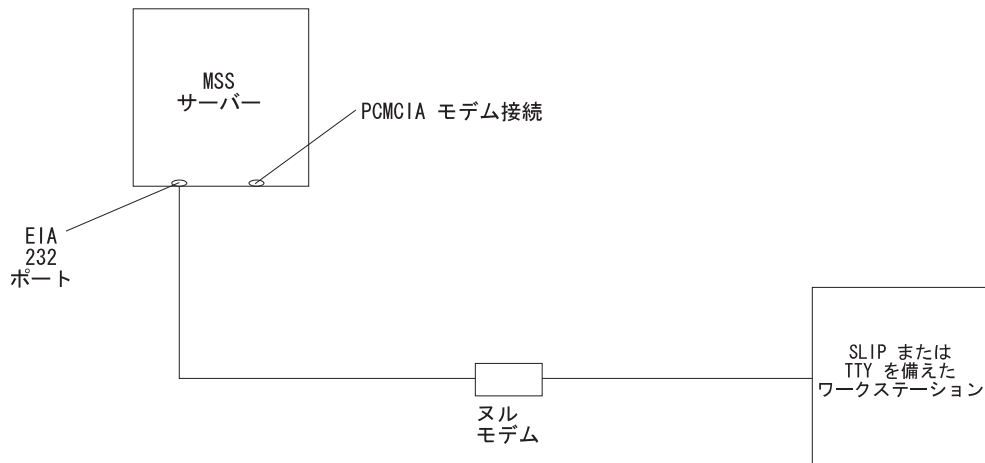 MSS
サーバー
PCMCIA モデム接続
EIA
232
ポート
SLIP または
TTY を備えた
ワークステーション
ヌル
モデム